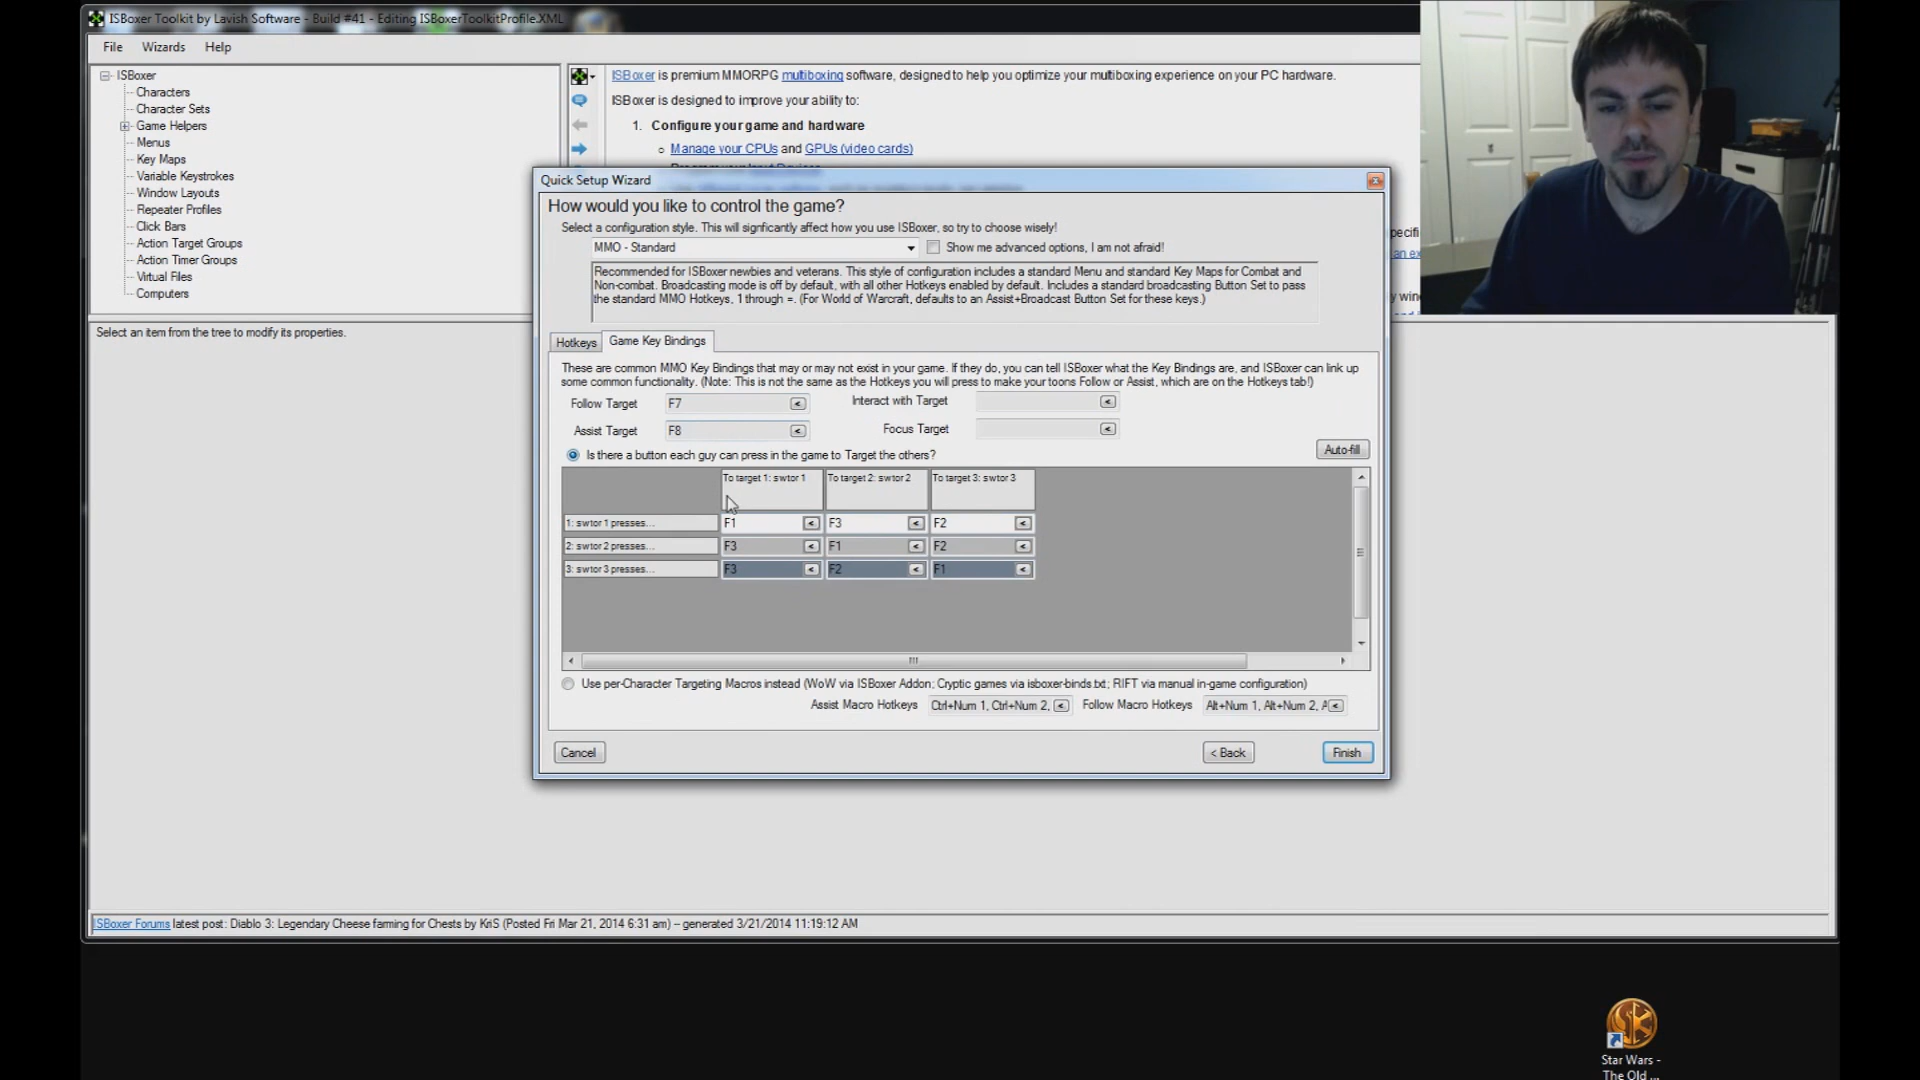 ISBoxer Toolkit by Lavish Software - Build #41 - Editing ISBoxerToolkitProfile.XML
File Wizards Help
ISBoxer
Characters
Character Sets
Game Helpers
Menus
Key Maps
Variable Keystrokes
Window Layouts
Repeater Profiles
Click Bars
Action Target Groups
Action Timer Groups
Virtual Files
Computers
Select an item from the tree to modify its properties.
ISBoxer is premium MMORPG multiboxing software, designed to help you optimize your multiboxing experience on your PC hardware.
ISBoxer is designed to improve your ability to:
1. Configure your game and hardware
Manage your CPUs and GPUs (video cards)
Quick Setup Wizard
How would you like to control the game?
Select a configuration style. This will signficantly affect how you use ISBoxer, so try to choose wisely!
MMO - Standard
Show me advanced options, I am not afraid!
Recommended for ISBoxer newbies and veterans. This style of configuration includes a standard Menu and standard Key Maps for Combat and
Non-combat. Broadcasting mode is off by default, with all other Hotkeys enabled by default. Includes a standard broadcasting Button Set to pass
the standard MMO Hotkeys, 1 through =. (For World of Warcraft, defaults to an Assist+Broadcast Button Set for these keys.)
Hotkeys Game Key Bindings
These are common MMO Key Bindings that may or may not exist in your game. If they do, you can tell ISBoxer what the Key Bindings are, and ISBoxer can link up
some common functionality. (Note: This is not the same as the Hotkeys you will press to make your toons Follow or Assist, which are on the Hotkeys tab!)
Follow Target F7 < Interact with Target <
Assist Target F8 < Focus Target <
Is there a button each guy can press in the game to Target the others?
Auto-fill
To target 1: swtor 1 To target 2: swtor 2 To target 3: swtor 3
1: swtor 1 presses... F1 < F3 < F2 <
2: swtor 2 presses... F3 < F1 < F2 <
3: swtor 3 presses... F3 < F2 < F1 <
Use per-Character Targeting Macros instead (WoW via ISBoxer Addon; Cryptic games via isboxer-binds.txt; RIFT via manual in-game configuration)
Assist Macro Hotkeys Ctrl+Num 1, Ctrl+Num 2, < Follow Macro Hotkeys Alt+Num 1, Alt+Num 2, A <
Cancel < Back Finish
ISBoxer Forums latest post: Diablo 3: Legendary Cheese farming for Chests by KriS (Posted Fri Mar 21, 2014 6:31 am) -- generated 3/21/2014 11:19:12 AM
Star Wars -
The Old ...